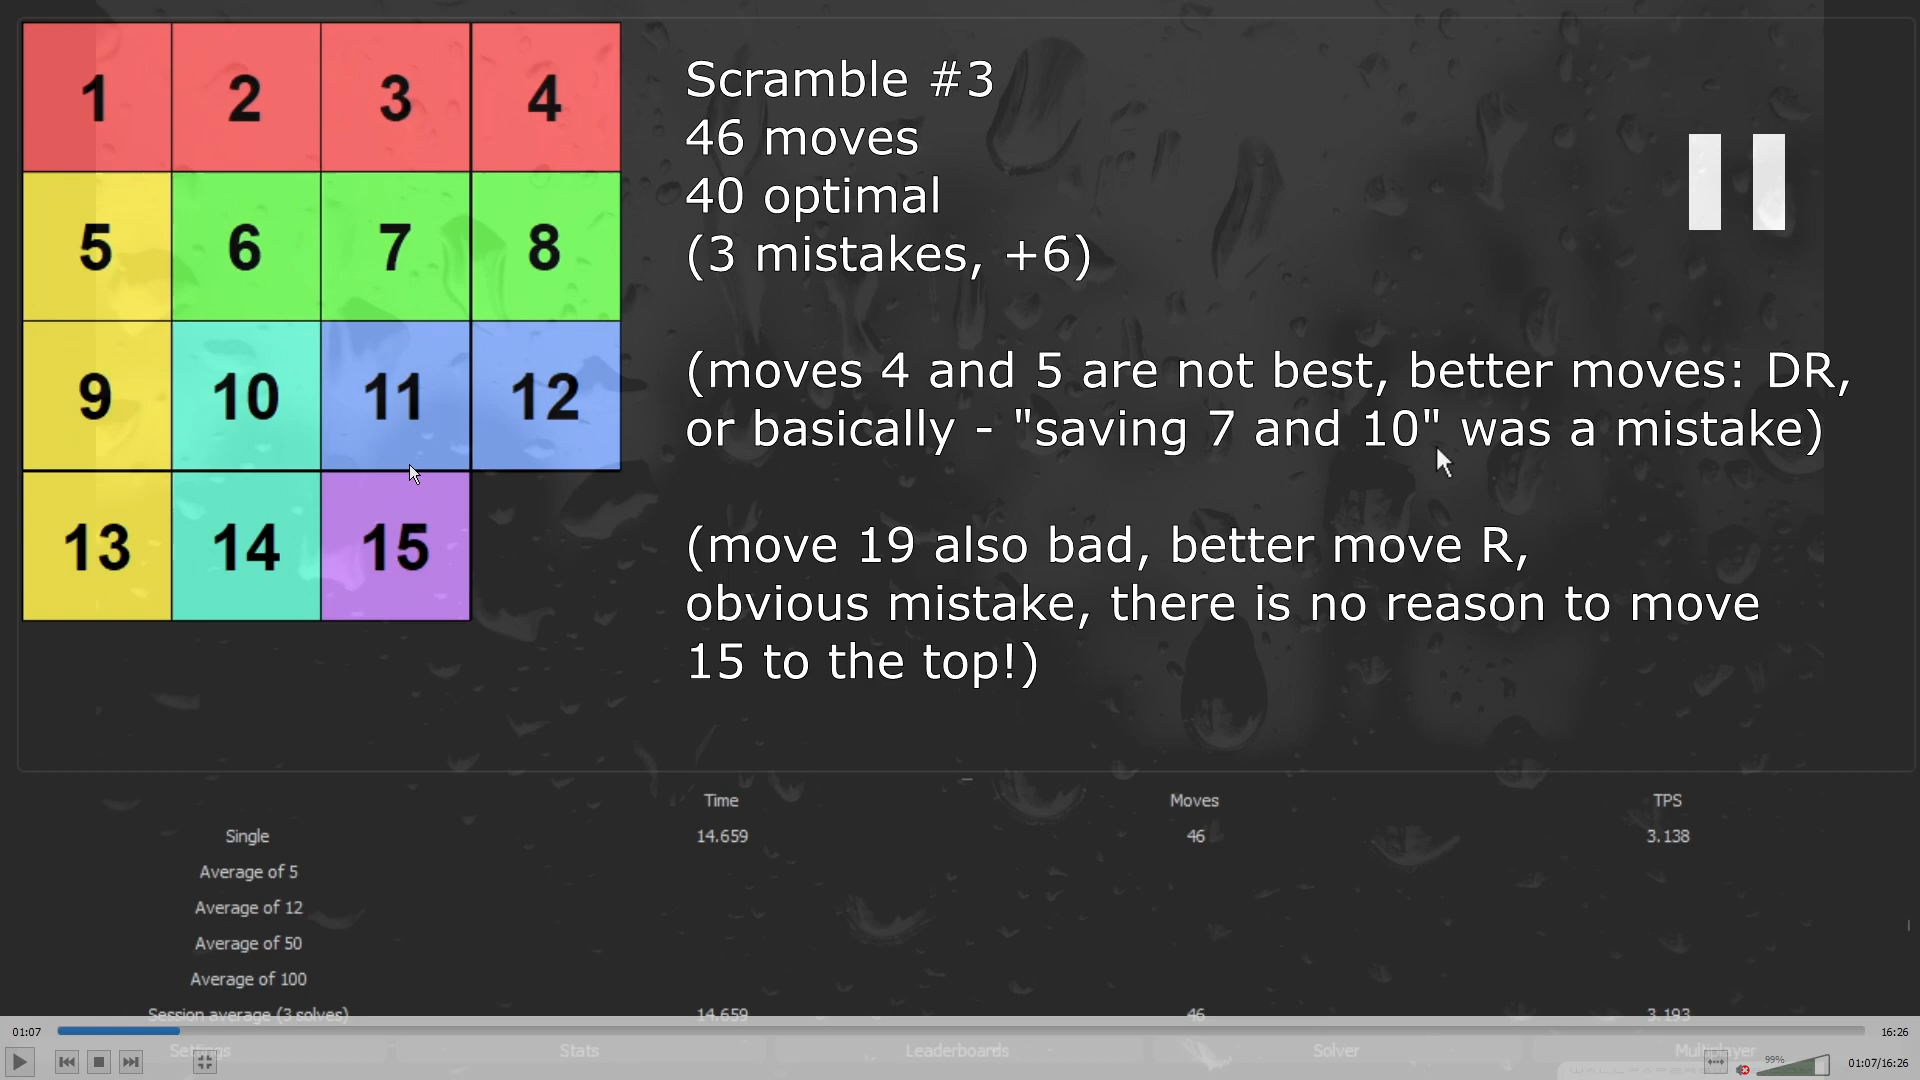 1 2 3 4
5 6 7 8
9 10 11 12
13 14 15
Scramble #3
46 moves
40 optimal
(3 mistakes, +6)
(moves 4 and 5 are not best, better moves: DR,
or basically - "saving 7 and 10" was a mistake)
(move 19 also bad, better move R,
obvious mistake, there is no reason to move
15 to the top!)
Time Moves TPS
Single 14.659 46 3.138
Average of 5
Average of 12
Average of 50
Average of 100
Session average (3 solves) 14.659 46 3.193
01:07 16:26
Settings Stats Leaderboards Solver Multiplayer
99% 01:07/16:26